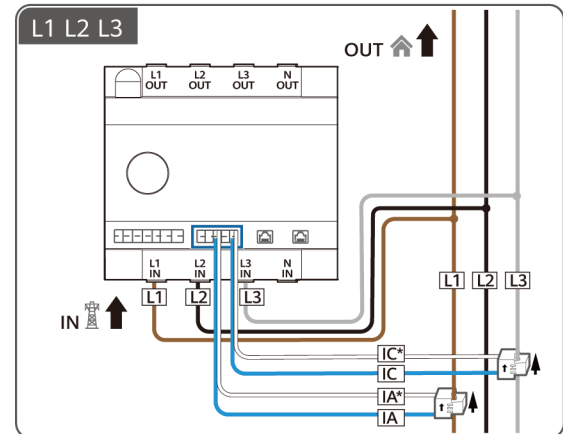 L1 L2 L3
OUT
L1 OUT
L2 OUT
L3 OUT
N OUT
L1 IN
L2 IN
L3 IN
N IN
L1
L2
L3
IN
L1
L2
L3
IC*
IC
IA*
IA